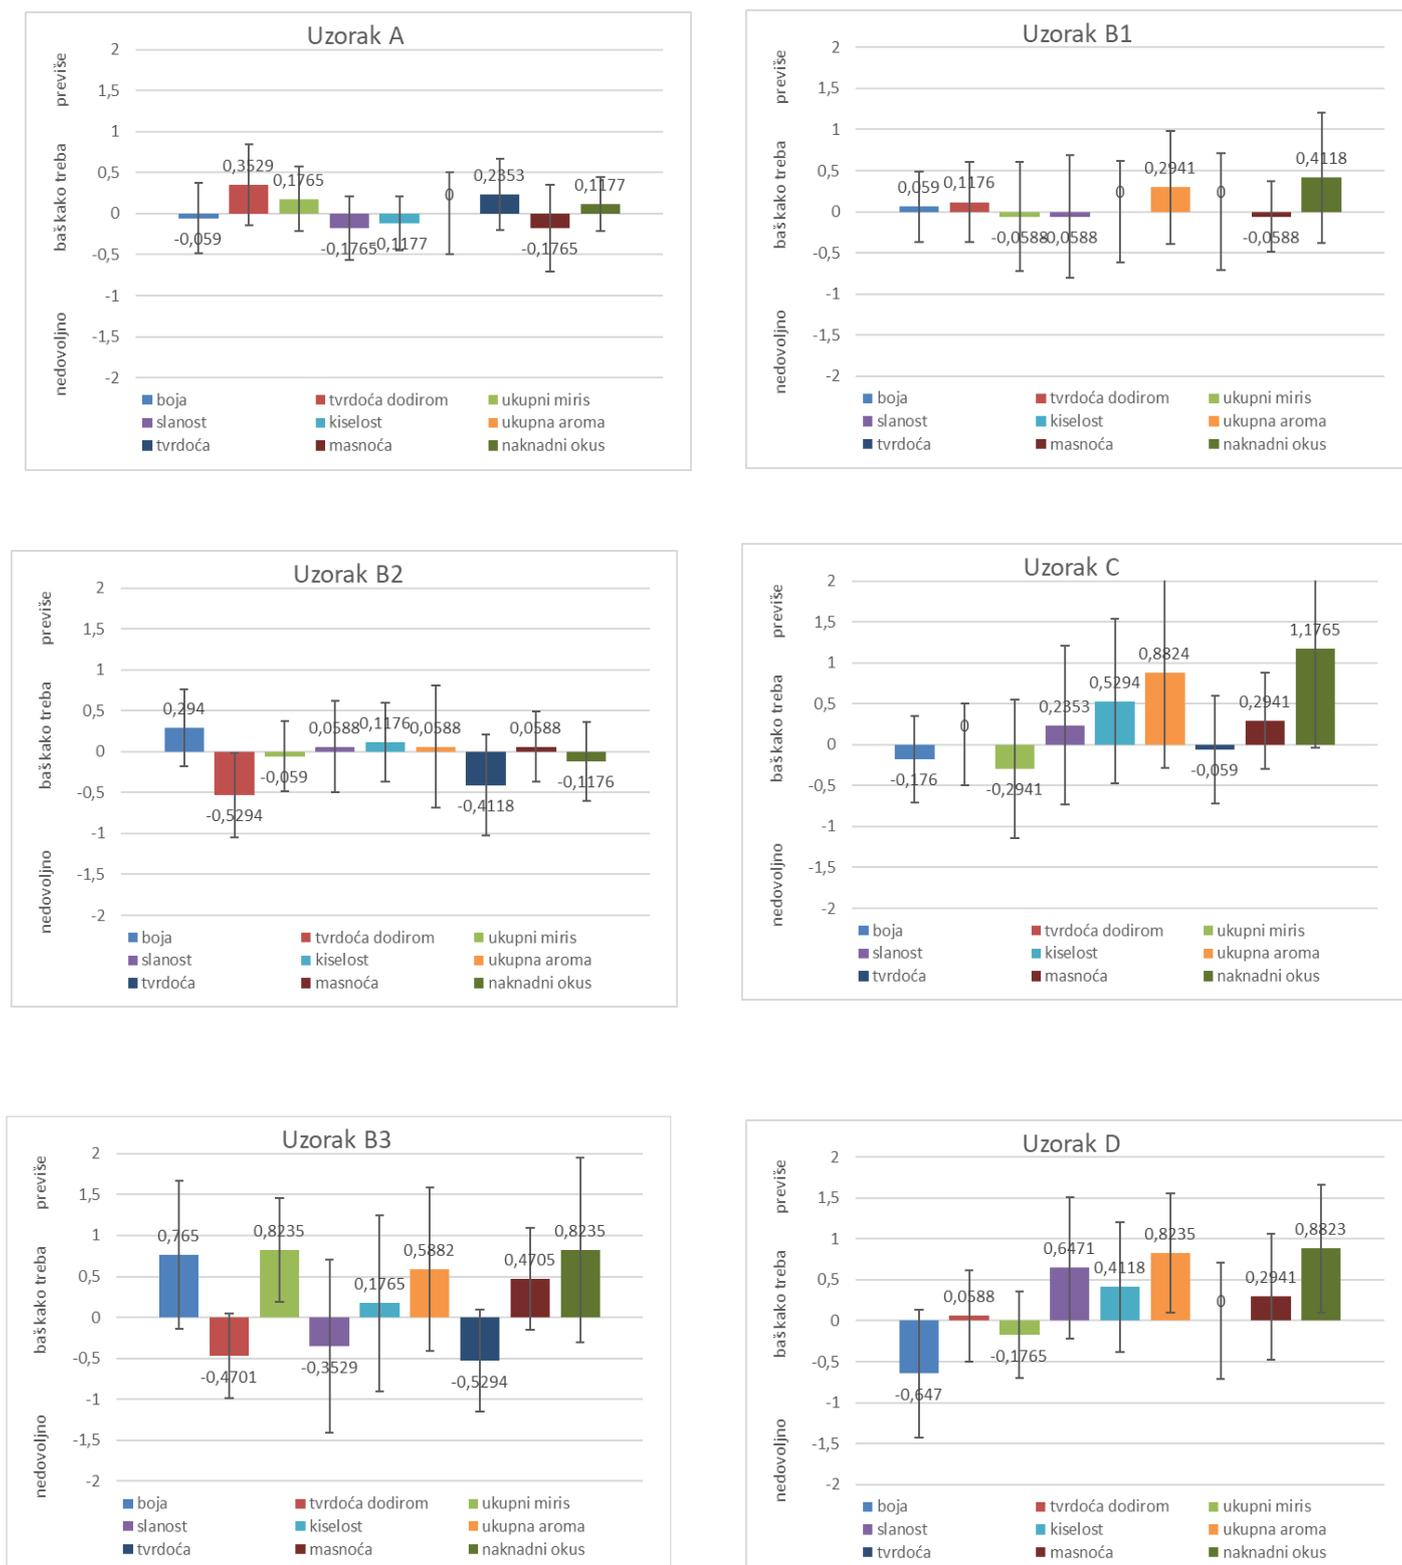 Uzorak A
previše
baš kako treba
nedovoljno
2
1,5
1
0,5
0
-0,5
-1
-1,5
-2
-0,059
0,3529
0,1765
-0,1765
-0,1177
0
0,2353
-0,1765
0,1177
boja tvrdoća dodirom ukupni miris
slanost kiselost ukupna aroma
tvrdoća masnoća naknadni okus
Uzorak B1
previše
baš kako treba
nedovoljno
2
1,5
1
0,5
0
-0,5
-1
-1,5
-2
0,059
0,1176
-0,0588
-0,0588
0
0,2941
0
-0,0588
0,4118
boja tvrdoća dodirom ukupni miris
slanost kiselost ukupna aroma
tvrdoća masnoća naknadni okus
Uzorak B2
previše
baš kako treba
nedovoljno
2
1,5
1
0,5
0
-0,5
-1
-1,5
-2
0,294
-0,5294
-0,059
0,0588
0,1176
0,0588
-0,4118
0,0588
-0,1176
boja tvrdoća dodirom ukupni miris
slanost kiselost ukupna aroma
tvrdoća masnoća naknadni okus
Uzorak C
previše
baš kako treba
nedovoljno
2
1,5
1
0,5
0
-0,5
-1
-1,5
-2
-0,176
0
-0,2941
0,2353
0,5294
0,8824
-0,059
0,2941
1,1765
boja tvrdoća dodirom ukupni miris
slanost kiselost ukupna aroma
tvrdoća masnoća naknadni okus
Uzorak B3
previše
baš kako treba
nedovoljno
2
1,5
1
0,5
0
-0,5
-1
-1,5
-2
0,765
-0,4701
0,8235
-0,3529
0,1765
0,5882
-0,5294
0,4705
0,8235
boja tvrdoća dodirom ukupni miris
slanost kiselost ukupna aroma
tvrdoća masnoća naknadni okus
Uzorak D
previše
baš kako treba
nedovoljno
2
1,5
1
0,5
0
-0,5
-1
-1,5
-2
-0,647
0,0588
-0,1765
0,6471
0,4118
0,8235
0
0,2941
0,8823
boja tvrdoća dodirom ukupni miris
slanost kiselost ukupna aroma
tvrdoća masnoća naknadni okus